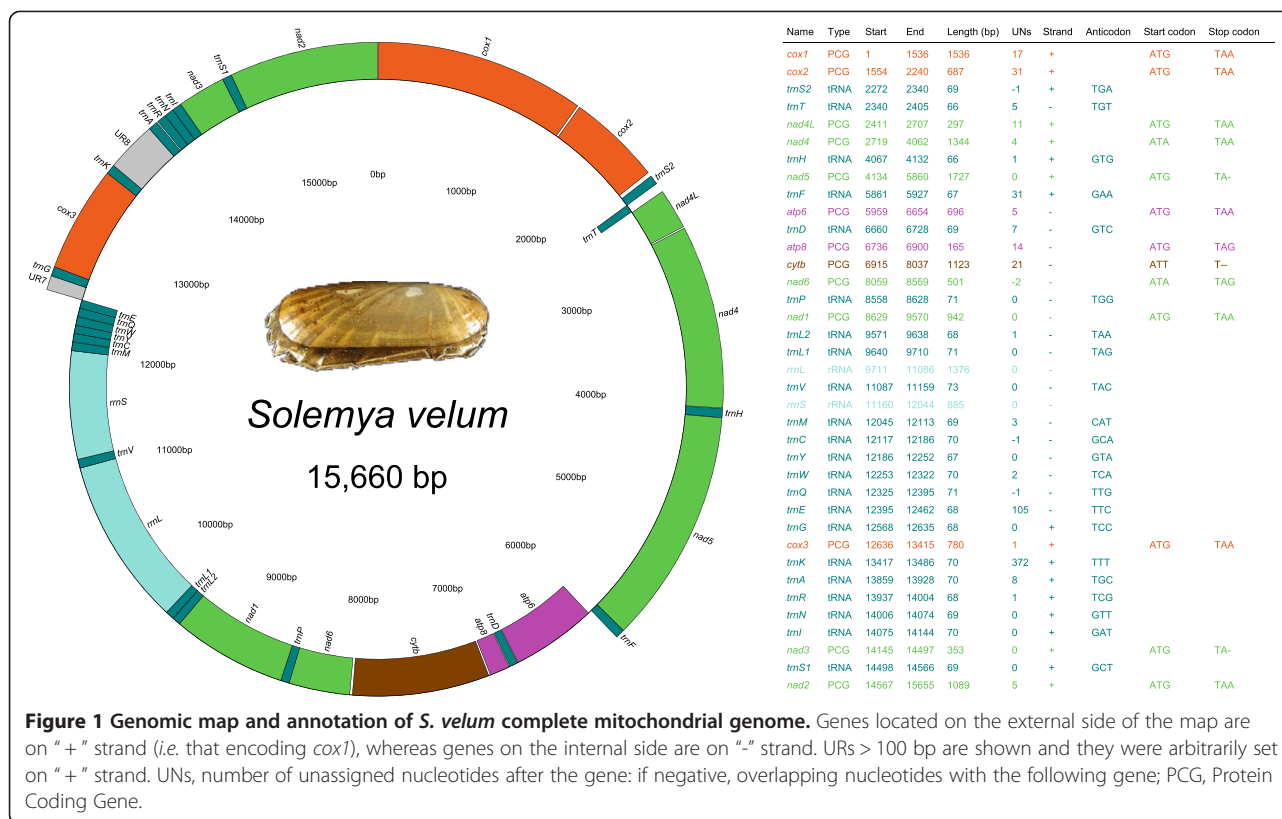 nad2
cox1
trnS1
nad3
trnI
trnN
trnR
trnA
UR8
trnK
cox3
trnG
UR7
trnE
trnQ
trnW
trnY
trnC
trnM
rrnS
trnV
rrnL
trnL1
trnL2
nad1
trnP
nad6
cytb
atp8
trnD
atp6
trnF
nad5
trnH
nad4
nad4L
trnT
trnS2
cox2
0bp
1000bp
2000bp
3000bp
4000bp
5000bp
6000bp
7000bp
8000bp
9000bp
10000bp
11000bp
12000bp
13000bp
14000bp
15000bp
Solemya velum
15,660 bp
Name Type Start End Length (bp) UNs Strand Anticodon Start codon Stop codon
cox1 PCG 1 1536 1536 17 + ATG TAA
cox2 PCG 1554 2240 687 31 + ATG TAA
trnS2 tRNA 2272 2340 69 -1 + TGA
trnT tRNA 2340 2405 66 5 - TGT
nad4L PCG 2411 2707 297 11 + ATG TAA
nad4 PCG 2719 4062 1344 4 + ATA TAA
trnH tRNA 4067 4132 66 1 + GTG
nad5 PCG 4134 5860 1727 0 + ATG TA-
trnF tRNA 5861 5927 67 31 + GAA
atp6 PCG 5959 6654 696 5 - ATG TAA
trnD tRNA 6660 6728 69 7 - GTC
atp8 PCG 6736 6900 165 14 - ATG TAG
cytb PCG 6915 8037 1123 21 - ATT T--
nad6 PCG 8059 8559 501 -2 - ATA TAG
trnP tRNA 8558 8628 71 0 - TGG
nad1 PCG 8629 9570 942 0 - ATG TAA
trnL2 tRNA 9571 9638 68 1 - TAA
trnL1 tRNA 9640 9710 71 0 - TAG
rrnL rRNA 9711 11086 1376 0 -
trnV tRNA 11087 11159 73 0 - TAC
rrnS rRNA 11160 12044 885 0 -
trnM tRNA 12045 12113 69 3 - CAT
trnC tRNA 12117 12186 70 -1 - GCA
trnY tRNA 12186 12252 67 0 - GTA
trnW tRNA 12253 12322 70 2 - TCA
trnQ tRNA 12325 12395 71 -1 - TTG
trnE tRNA 12395 12462 68 105 - TTC
trnG tRNA 12568 12635 68 0 + TCC
cox3 PCG 12636 13415 780 1 + ATG TAA
trnK tRNA 13417 13486 70 372 + TTT
trnA tRNA 13859 13928 70 8 + TGC
trnR tRNA 13937 14004 68 1 + TCG
trnN tRNA 14006 14074 69 0 + GTT
trnI tRNA 14075 14144 70 0 + GAT
nad3 PCG 14145 14497 353 0 + ATG TA-
trnS1 tRNA 14498 14566 69 0 + GCT
nad2 PCG 14567 15655 1089 5 + ATG TAA
Figure 1 Genomic map and annotation of S. velum complete mitochondrial genome. Genes located on the external side of the map are
on "+" strand (i.e. that encoding cox1), whereas genes on the internal side are on "-" strand. URs > 100 bp are shown and they were arbitrarily set
on "+" strand. UNs, number of unassigned nucleotides after the gene: if negative, overlapping nucleotides with the following gene; PCG, Protein
Coding Gene.